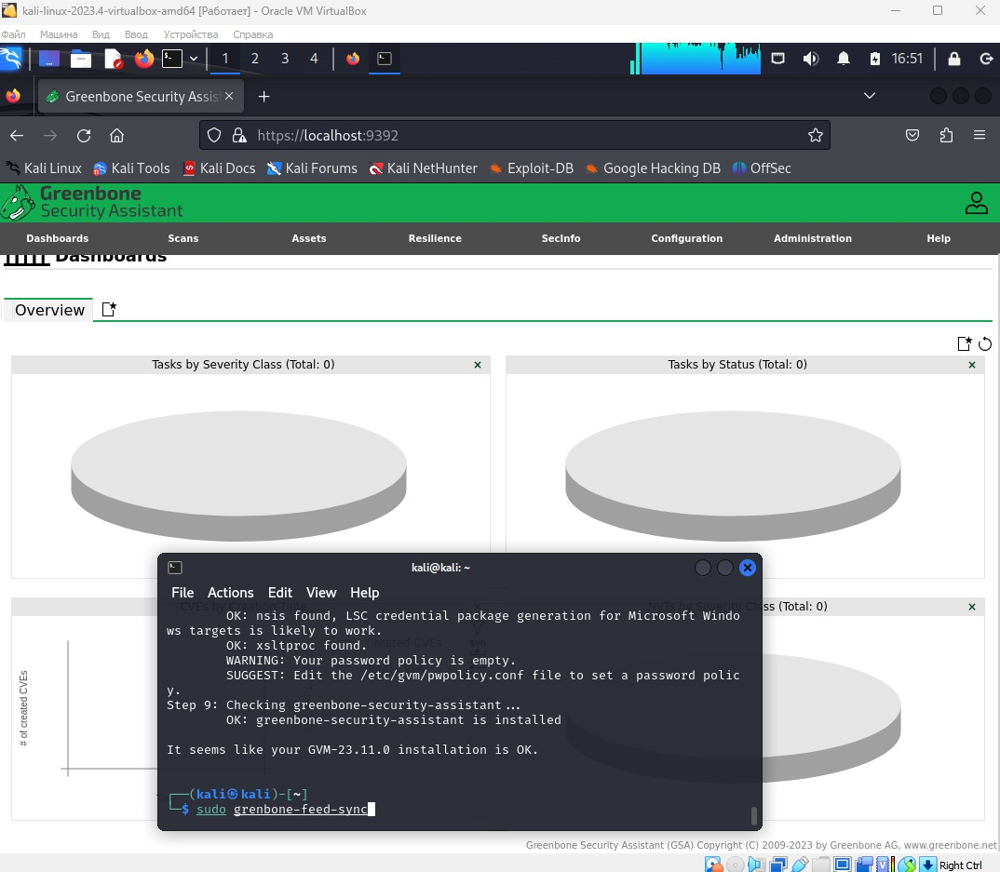 kali-linux-2023.4-virtualbox-amd64 [Работает] - Oracle VM VirtualBox
Файл Машина Вид Ввод Устройства Справка
1 2 3 4 16:51
Greenbone Security Assis
https://localhost:9392
Kali Linux Kali Tools Kali Docs Kali Forums Kali NetHunter Exploit-DB Google Hacking DB OffSec
Greenbone
Security Assistant
Dashboards Scans Assets Resilience SecInfo Configuration Administration Help
Dashboards
Overview
Tasks by Severity Class (Total: 0) Tasks by Status (Total: 0)
CVEs by Creation Time NVTs by Severity Class (Total: 0)
# of created CVEs
kali@kali: ~
File Actions Edit View Help
OK: nsis found, LSC credential package generation for Microsoft Windo
ws targets is likely to work.
OK: xsltproc found.
WARNING: Your password policy is empty.
SUGGEST: Edit the /etc/gvm/pwpolicy.conf file to set a password polic
y.
Step 9: Checking greenbone-security-assistant ...
OK: greenbone-security-assistant is installed
It seems like your GVM-23.11.0 installation is OK.
┌──(kali㉿kali)-[~]
└─$ sudo grenbone-feed-sync
Greenbone Security Assistant (GSA) Copyright (C) 2009-2023 by Greenbone AG, www.greenbone.net
Right Ctrl